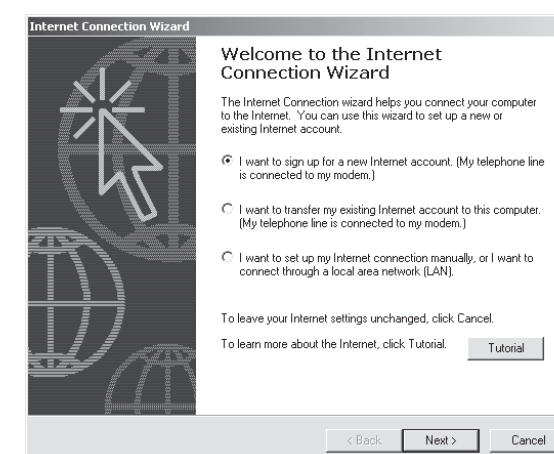 Internet Connection Wizard
Welcome to the Internet
Connection Wizard
The Internet Connection wizard helps you connect your computer
to the Internet. You can use this wizard to set up a new or
existing Internet account.
I want to sign up for a new Internet account. (My telephone line
is connected to my modem.)
I want to transfer my existing Internet account to this computer.
(My telephone line is connected to my modem.)
I want to set up my Internet connection manually, or I want to
connect through a local area network (LAN).
To leave your Internet settings unchanged, click Cancel.
To learn more about the Internet, click Tutorial.
Tutorial
< Back
Next >
Cancel